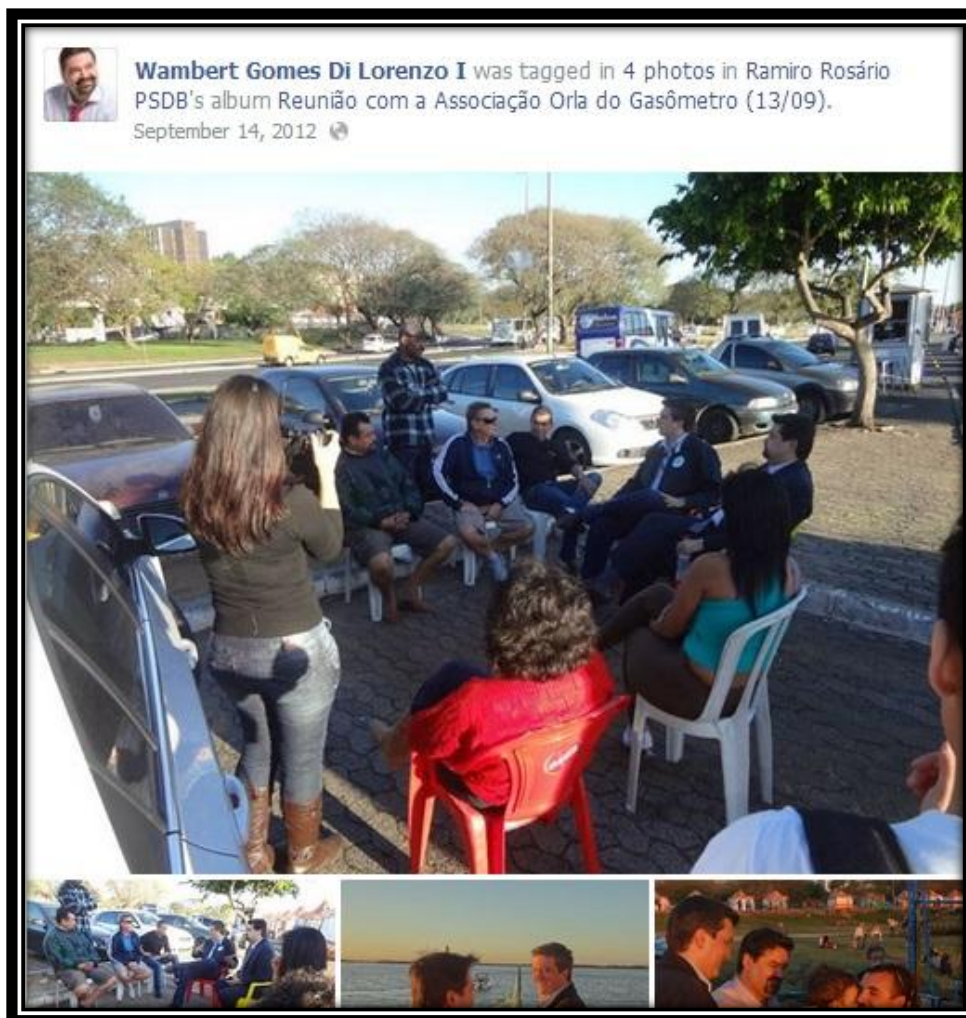 Wambert Gomes Di Lorenzo I was tagged in 4 photos in Ramiro Rosário
PSDB's album Reunião com a Associação Orla do Gasômetro (13/09).
September 14, 2012